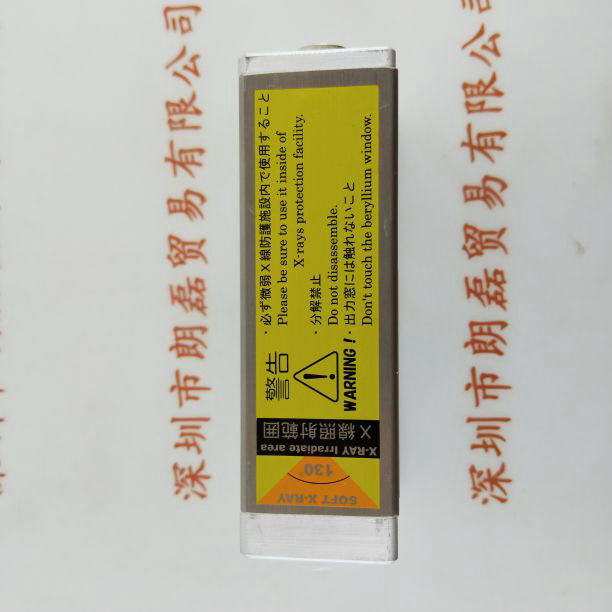 警告
WARNING!
・必ず微弱X線防護施設内で使用すること
Please be sure to use it inside of
X-rays protection facility.
・分解禁止
Do not disassemble.
・出力窓には触れないこと
Don't touch the beryllium window.
X線照射範囲
X-RAY Irradiate area
130°
SOFT X-RAY
深圳市朗磊贸易有限公司
深圳市朗磊贸易有限公司